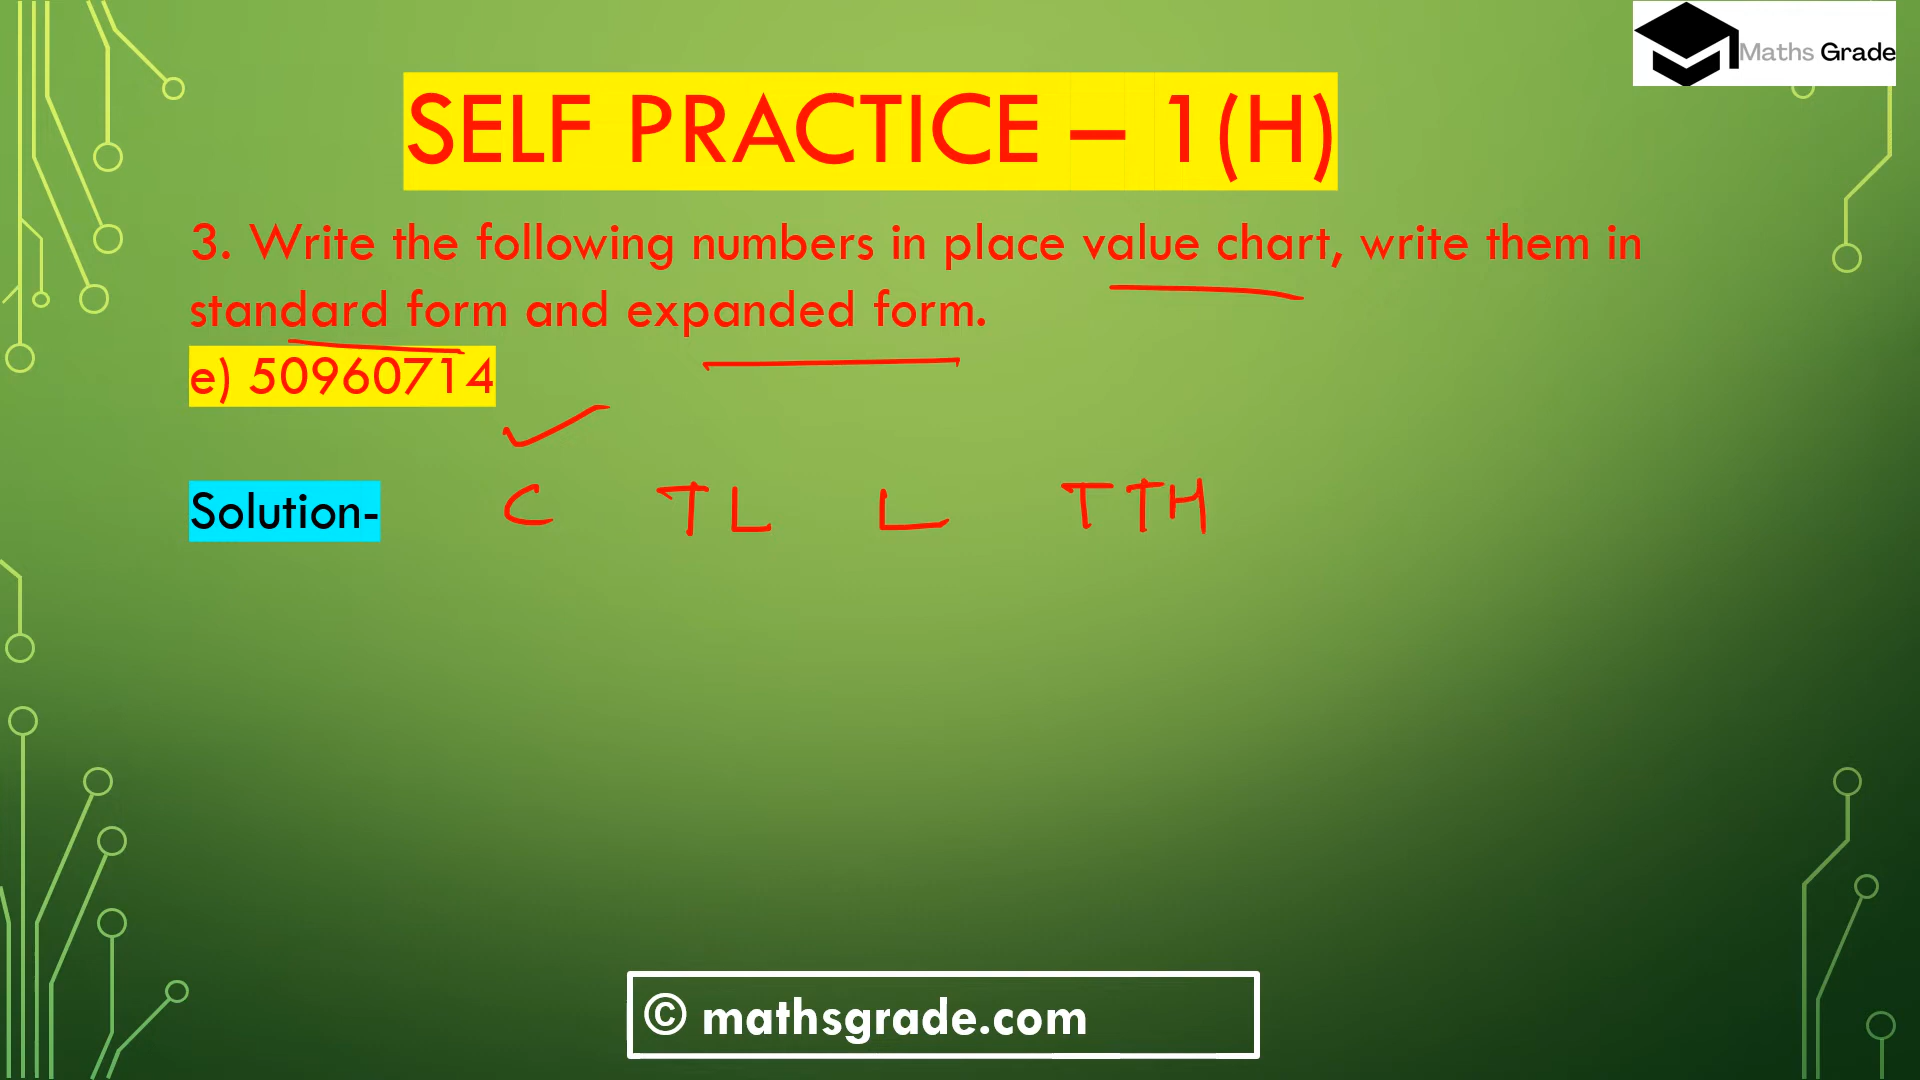 Maths Grade
SELF PRACTICE – 1(H)
3. Write the following numbers in place value chart, write them in
standard form and expanded form.
e) 50960714
Solution- C TL L TTH
© mathsgrade.com